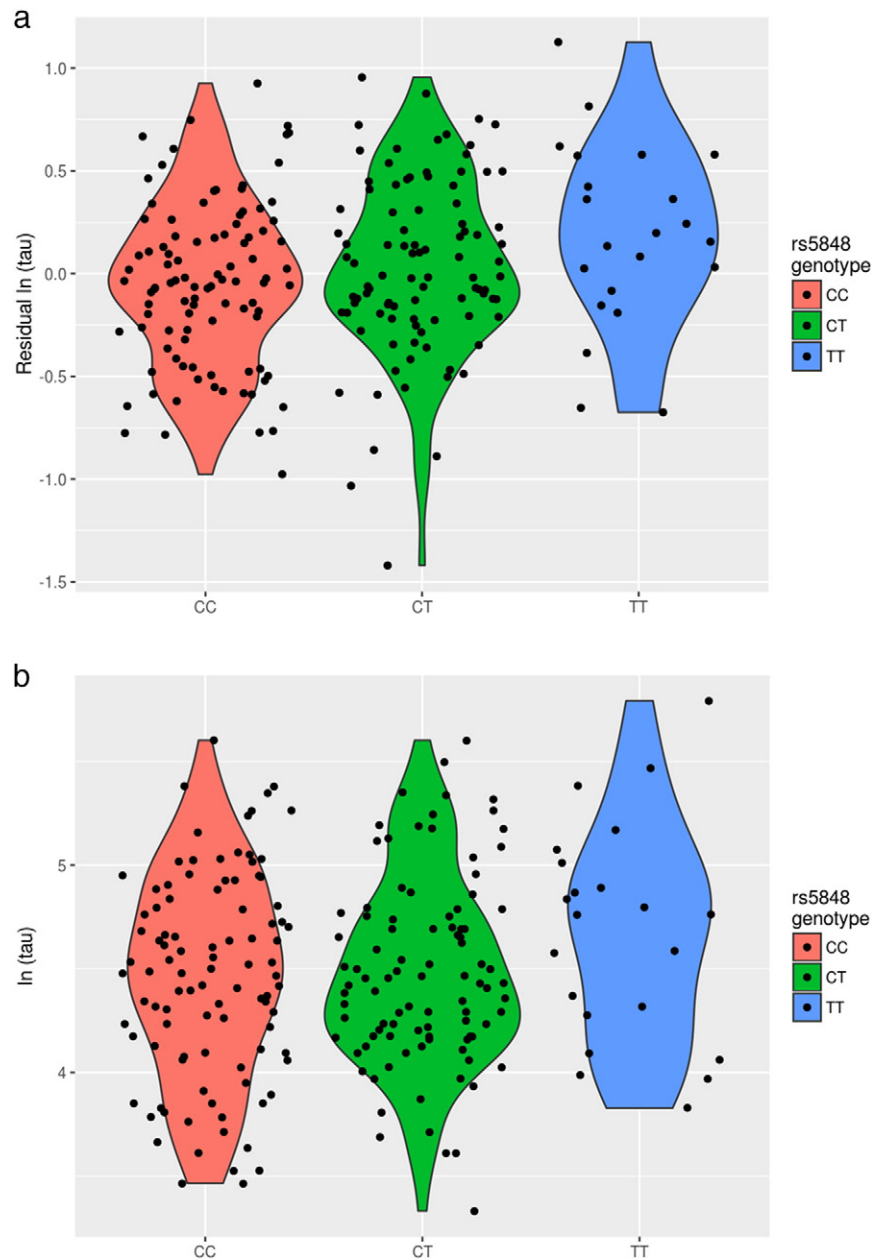 a
1.0
0.5
0.0
-0.5
-1.0
-1.5
Residual ln (tau)
CC
CT
TT
rs5848
genotype
CC
CT
TT
b
5
4
ln (tau)
CC
CT
TT
rs5848
genotype
CC
CT
TT